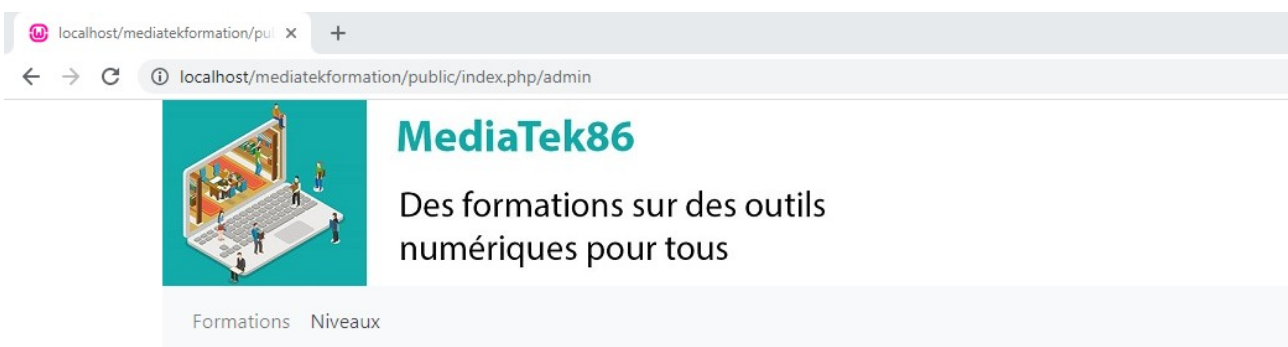 localhost/mediatekformation/pu
localhost/mediatekformation/public/index.php/admin
MediaTek86
Des formations sur des outils
numériques pour tous
Formations Niveaux